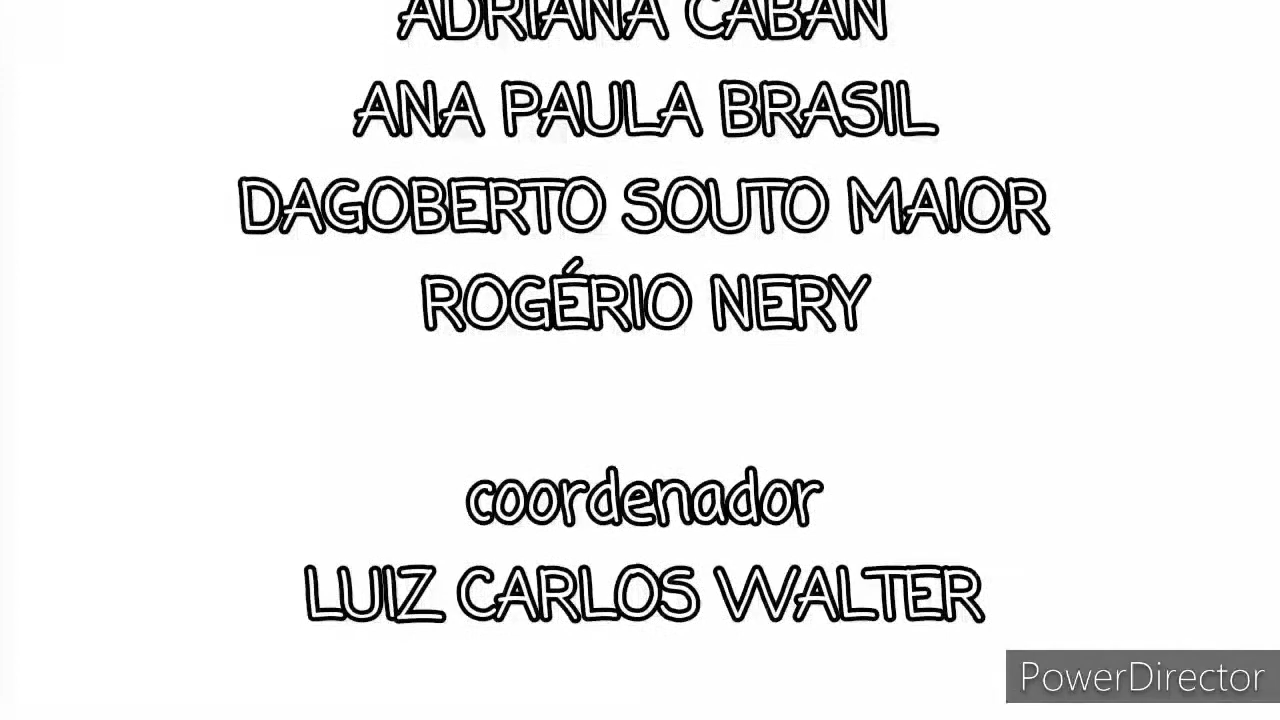 ADRIANA CABAN
ANA PAULA BRASIL
DAGOBERTO SOUTO MAIOR
ROGÉRIO NERY
coordenador
LUIZ CARLOS WALTER
PowerDirector